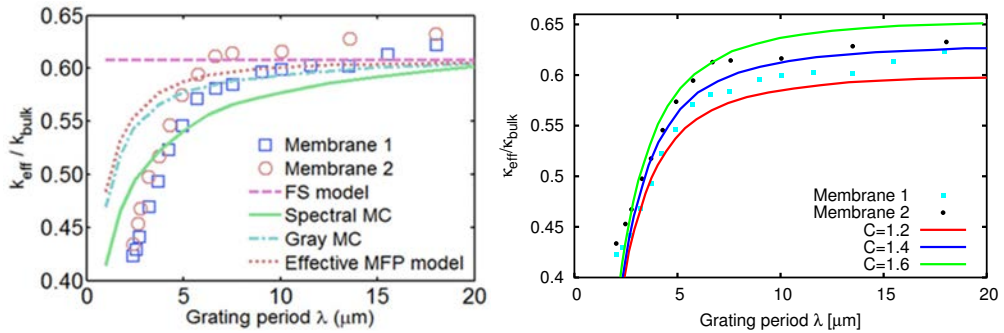 0.65
0.60
0.55
0.50
0.45
0.40
k_eff / k_bulk
Membrane 1
Membrane 2
FS model
Spectral MC
Gray MC
Effective MFP model
0 5 10 15 20
Grating period λ (μm)
0.65
0.6
0.55
0.5
0.45
0.4
κ_eff/κ_bulk
Membrane 1
Membrane 2
C=1.2
C=1.4
C=1.6
0 5 10 15 20
Grating period λ [μm]